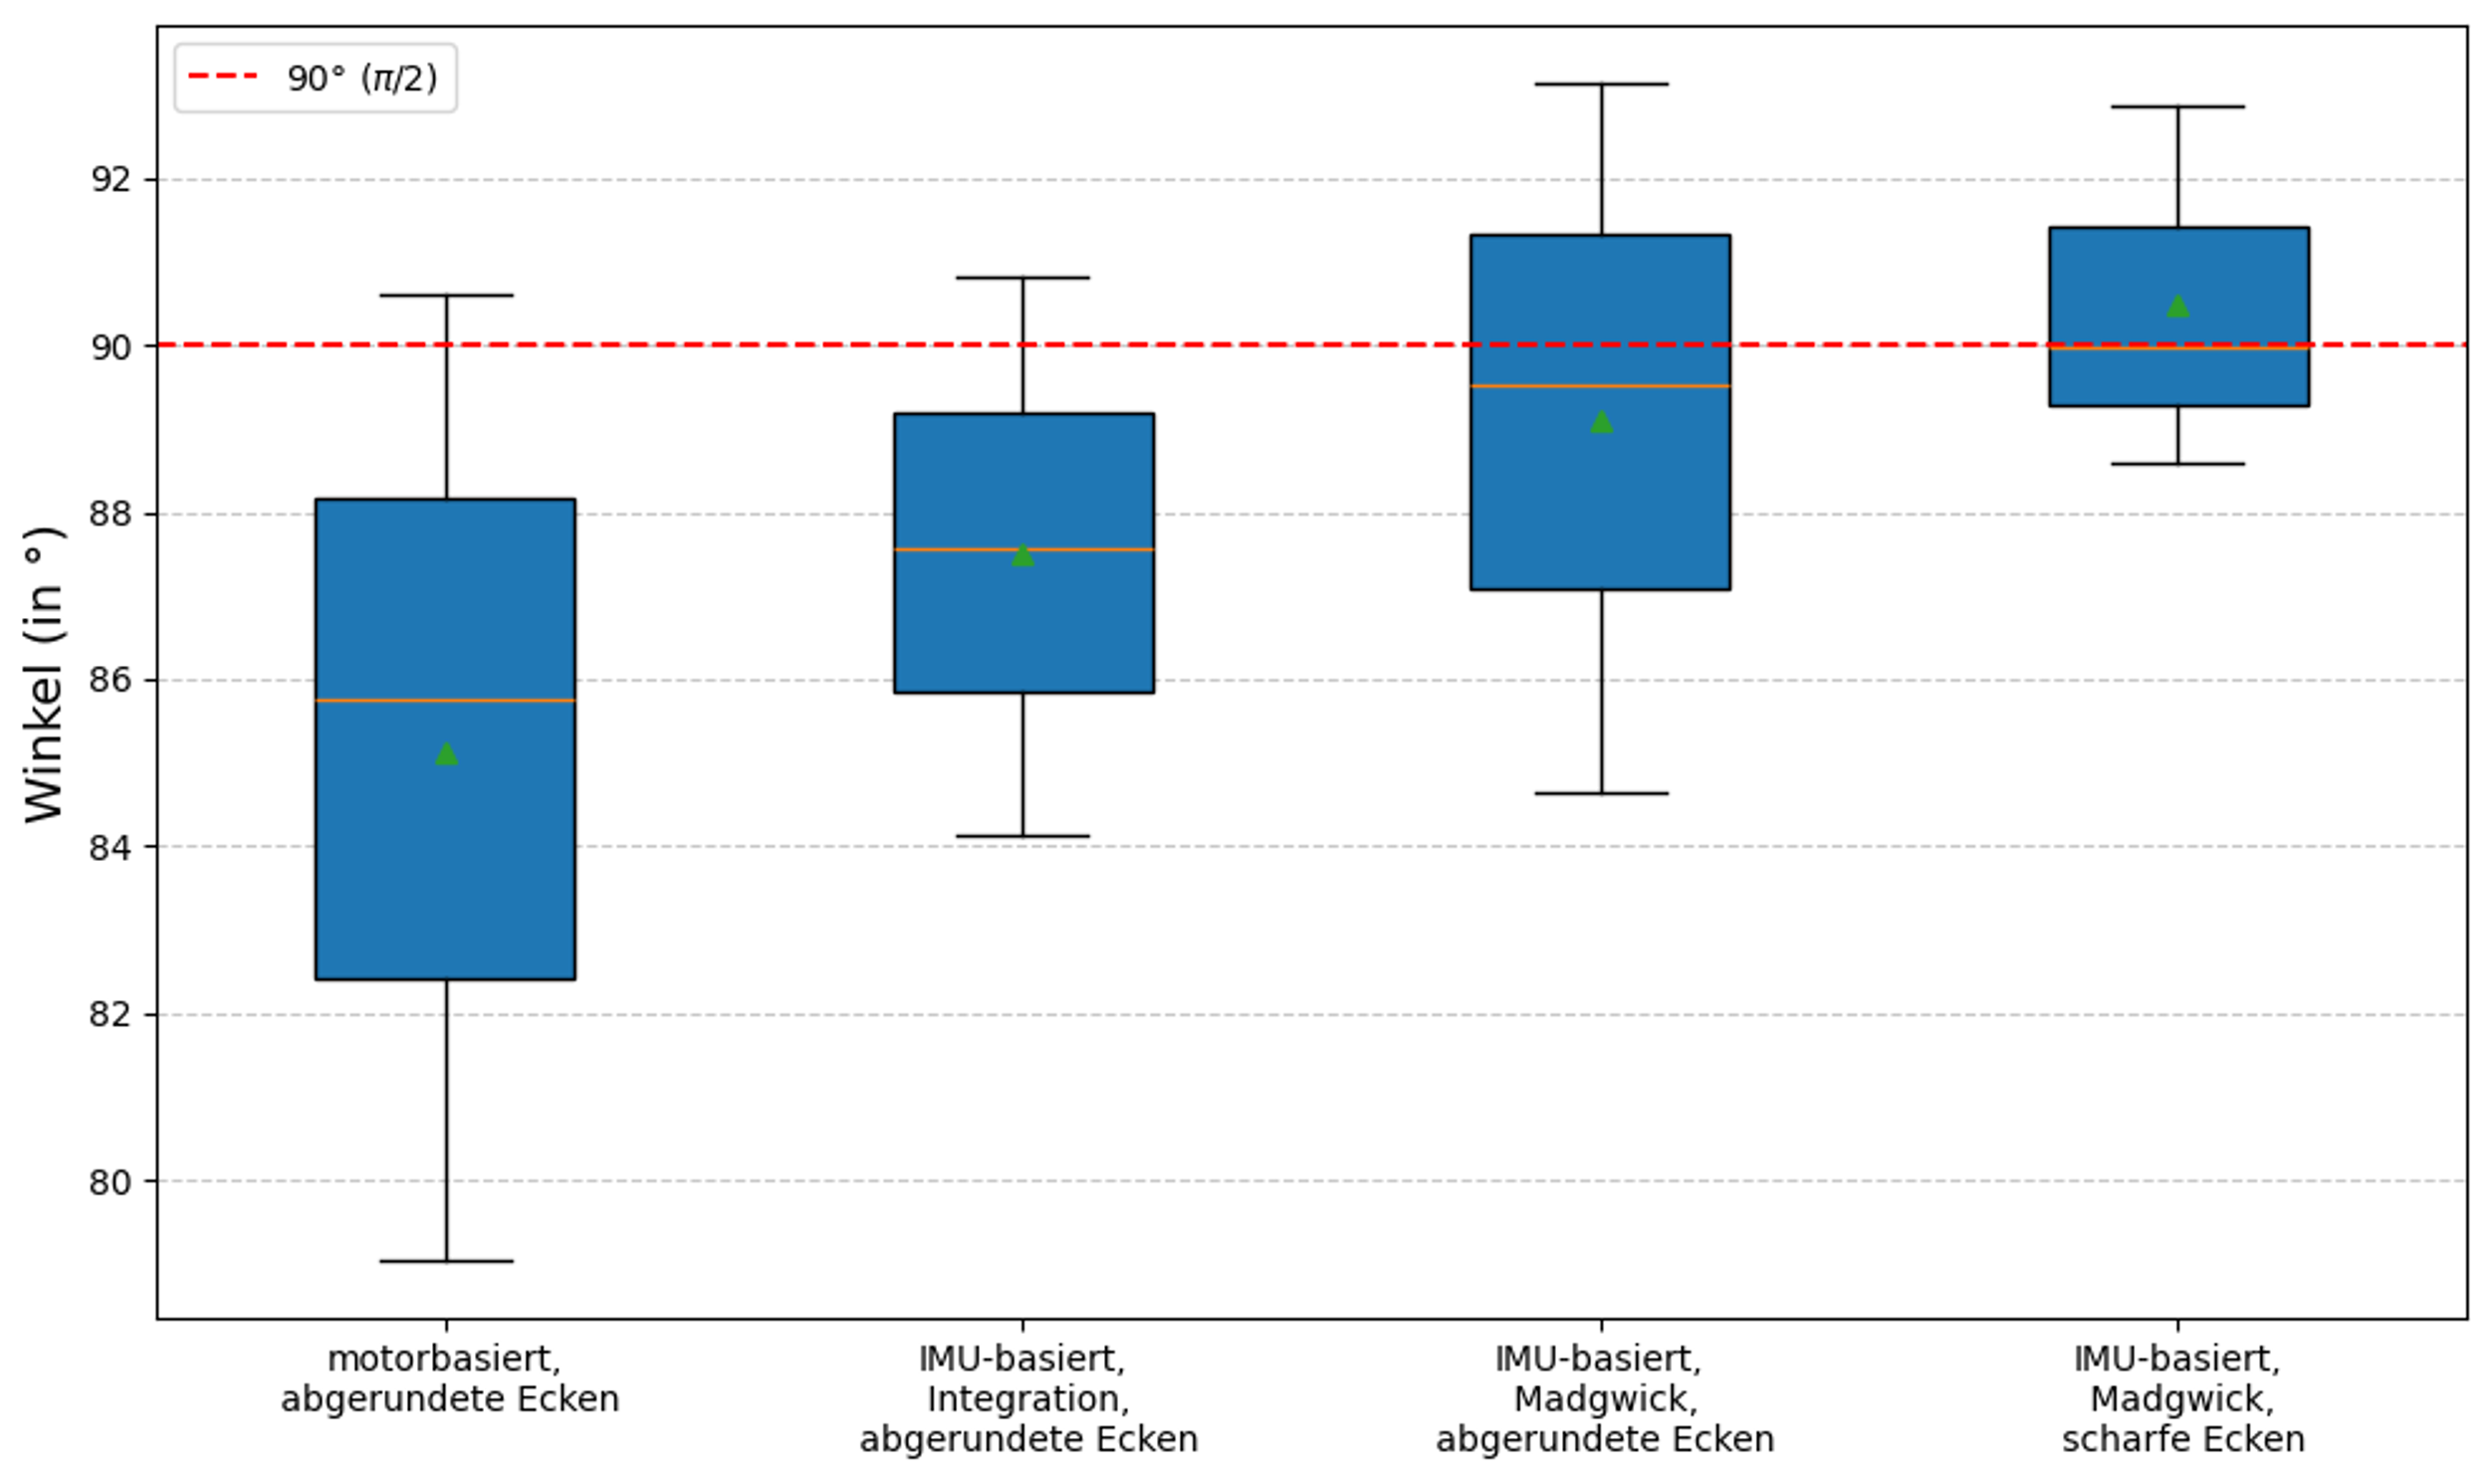 90° (π/2)
92
90
88
86
84
82
80
Winkel (in °)
motorbasiert,
abgerundete Ecken
IMU-basiert,
Integration,
abgerundete Ecken
IMU-basiert,
Madgwick,
abgerundete Ecken
IMU-basiert,
Madgwick,
scharfe Ecken